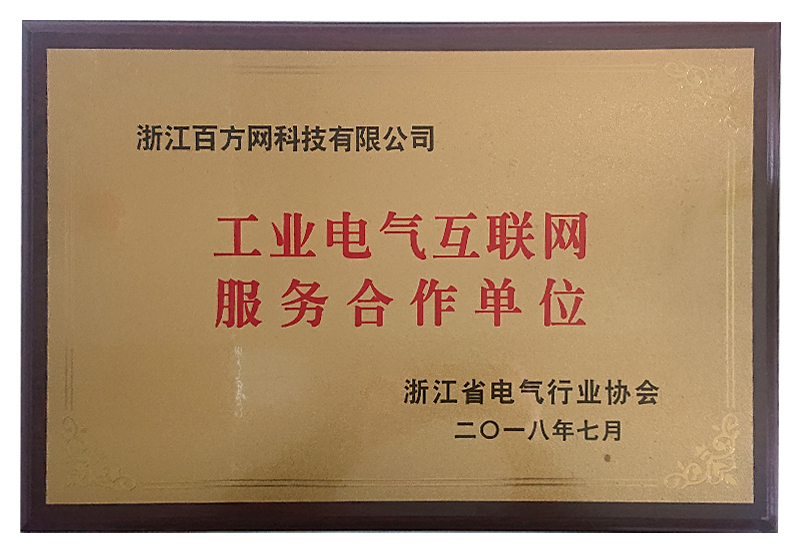 浙江百方网科技有限公司
工业电气互联网
服务合作单位
浙江省电气行业协会
二〇一八年七月